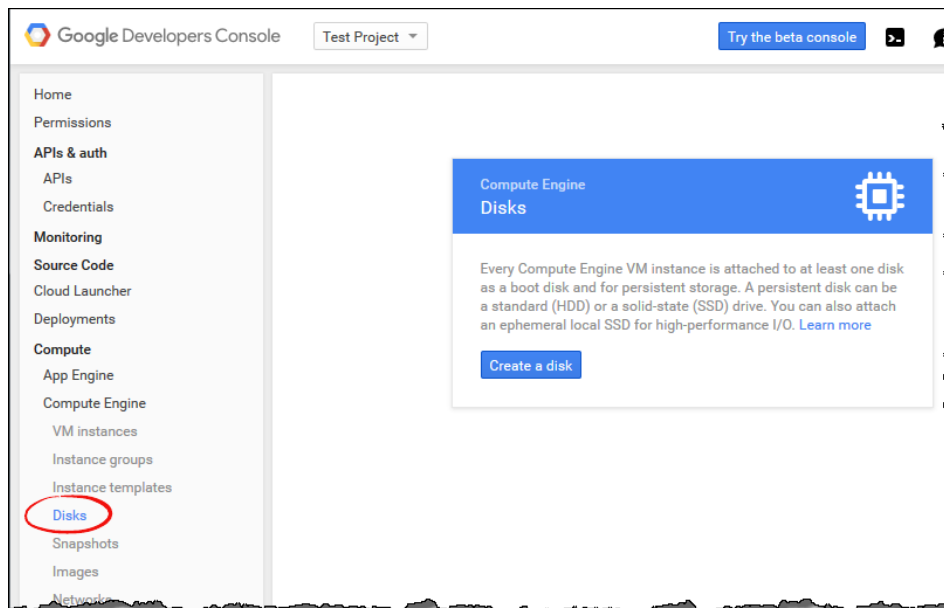 Google Developers Console
Test Project
Try the beta console
Home
Permissions
APIs & auth
APIs
Credentials
Monitoring
Source Code
Cloud Launcher
Deployments
Compute
App Engine
Compute Engine
VM instances
Instance groups
Instance templates
Disks
Snapshots
Images
Networks
Compute Engine
Disks
Every Compute Engine VM instance is attached to at least one disk
as a boot disk and for persistent storage. A persistent disk can be
a standard (HDD) or a solid-state (SSD) drive. You can also attach
an ephemeral local SSD for high-performance I/O. Learn more
Create a disk